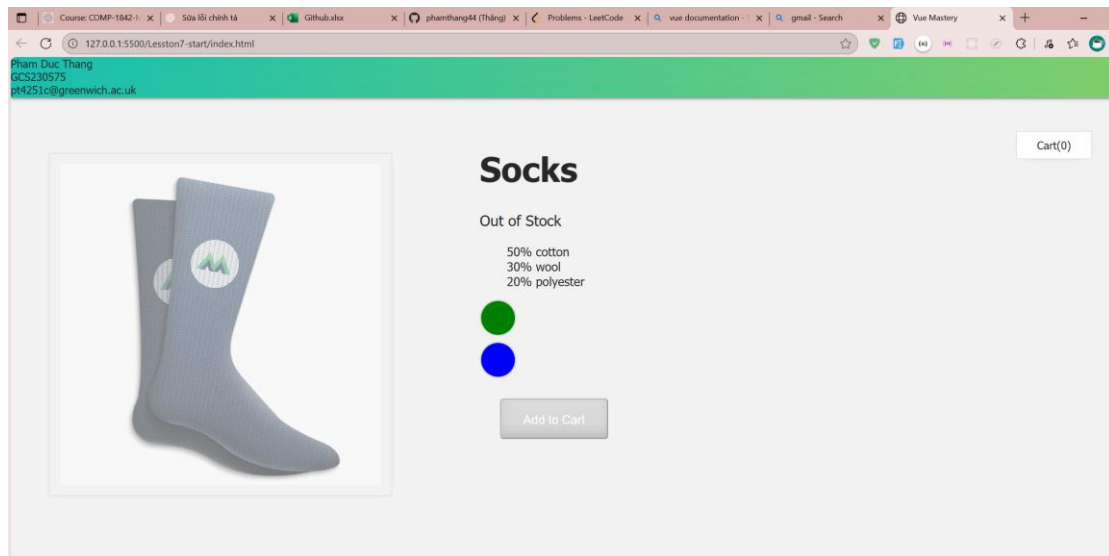 Course: COMP-1842-
Sửa lỗi chính tả
Github.xlsx
phamthang44 (Thắng)
Problems - LeetCode
vue documentation -
gmail - Search
Vue Mastery
127.0.0.1:5500/Lesston7-start/index.html
Pham Duc Thang
GCS230575
pt4251c@greenwich.ac.uk
Cart(0)
Socks
Out of Stock
50% cotton
30% wool
20% polyester
Add to Cart